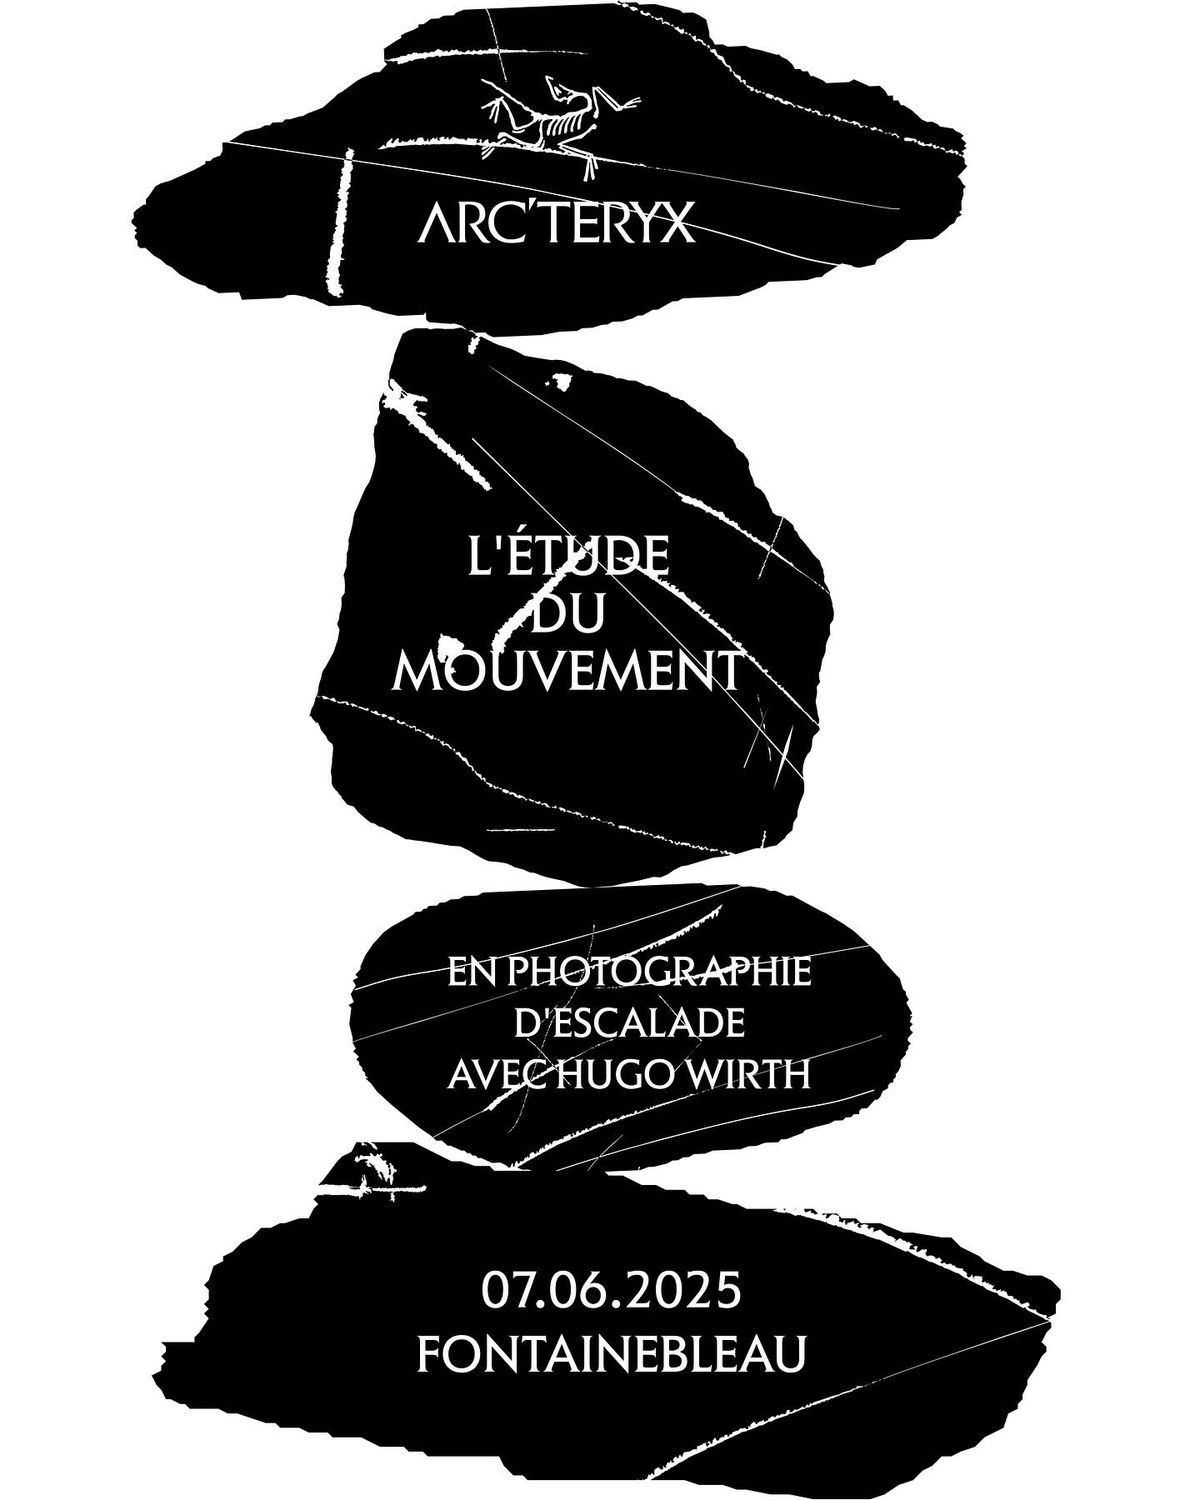 ARC'TERYX
L'ÉTUDE
DU
MOUVEMENT
EN PHOTOGRAPHIE
D'ESCALADE
AVEC HUGO WIRTH
07.06.2025
FONTAINEBLEAU